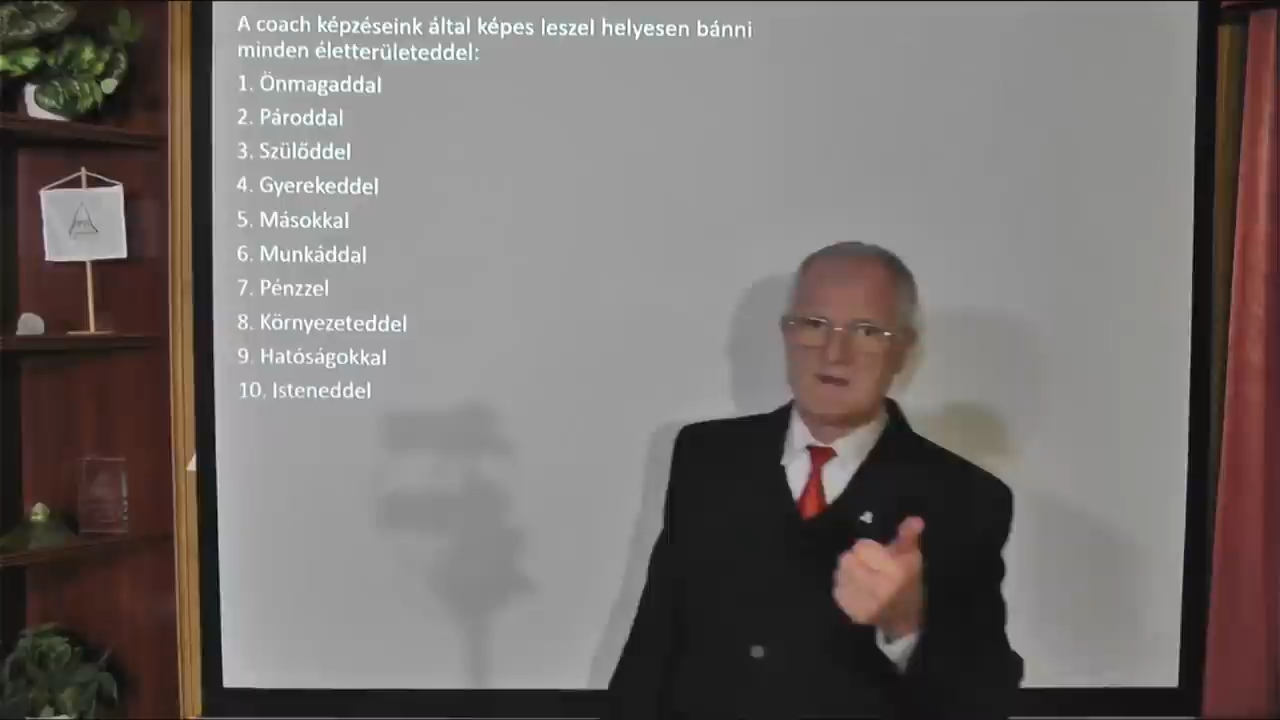 A coach képzéseink által képes leszel helyesen bánni
minden életterületeddel:
1. Önmagaddal
2. Pároddal
3. Szülőddel
4. Gyerekeddel
5. Másokkal
6. Munkáddal
7. Pénzzel
8. Környezeteddel
9. Hatóságokkal
10. Isteneddel